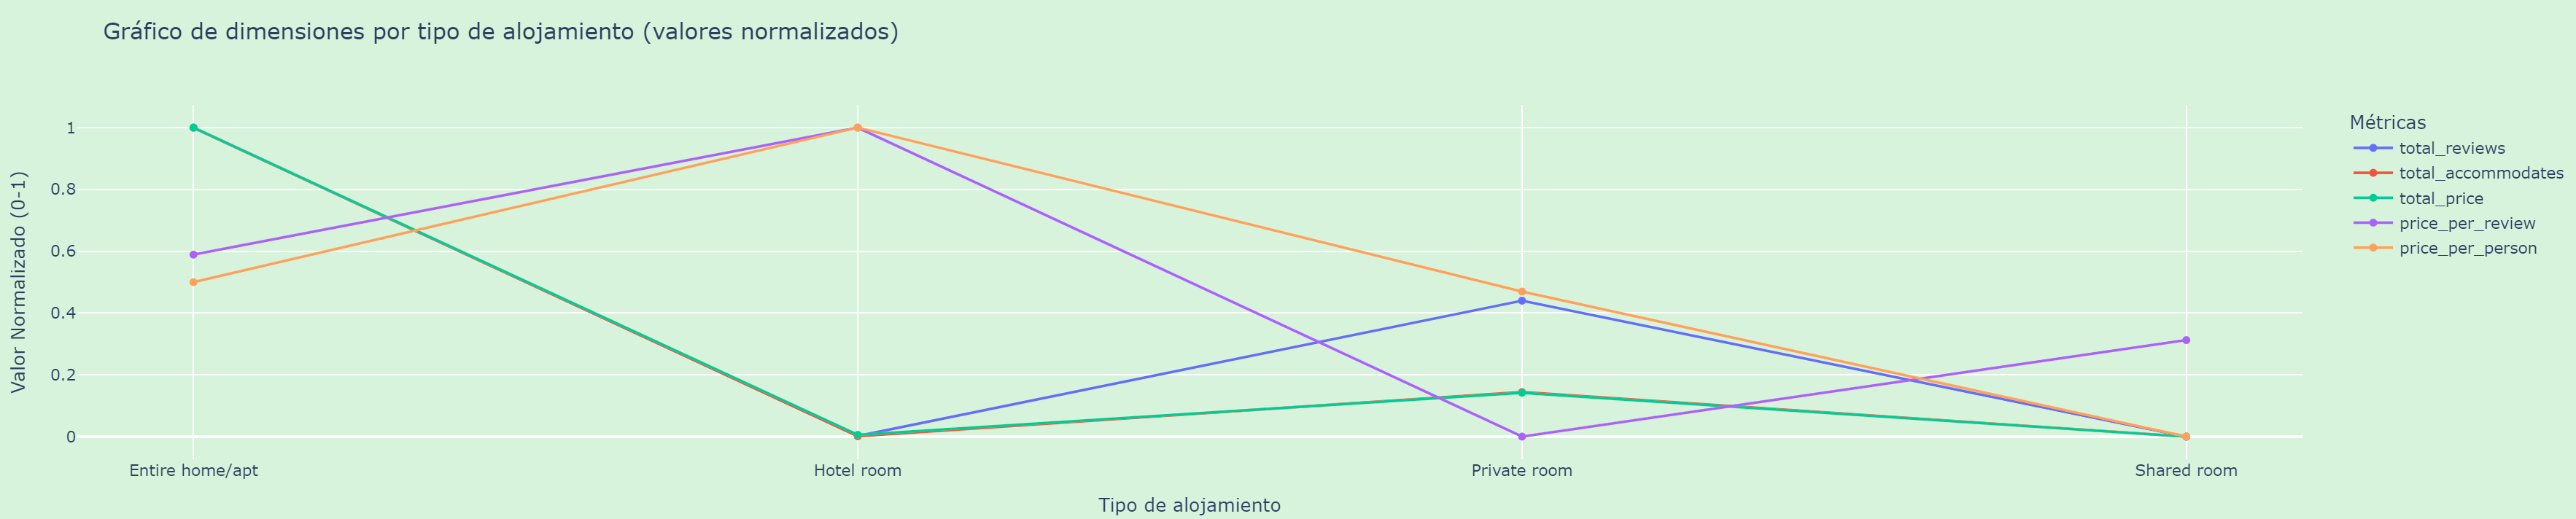 Gráfico de dimensiones por tipo de alojamiento (valores normalizados)
Valor Normalizado (0-1)
1
0.8
0.6
0.4
0.2
0
Entire home/apt
Hotel room
Private room
Shared room
Tipo de alojamiento
Métricas
total_reviews
total_accommodates
total_price
price_per_review
price_per_person